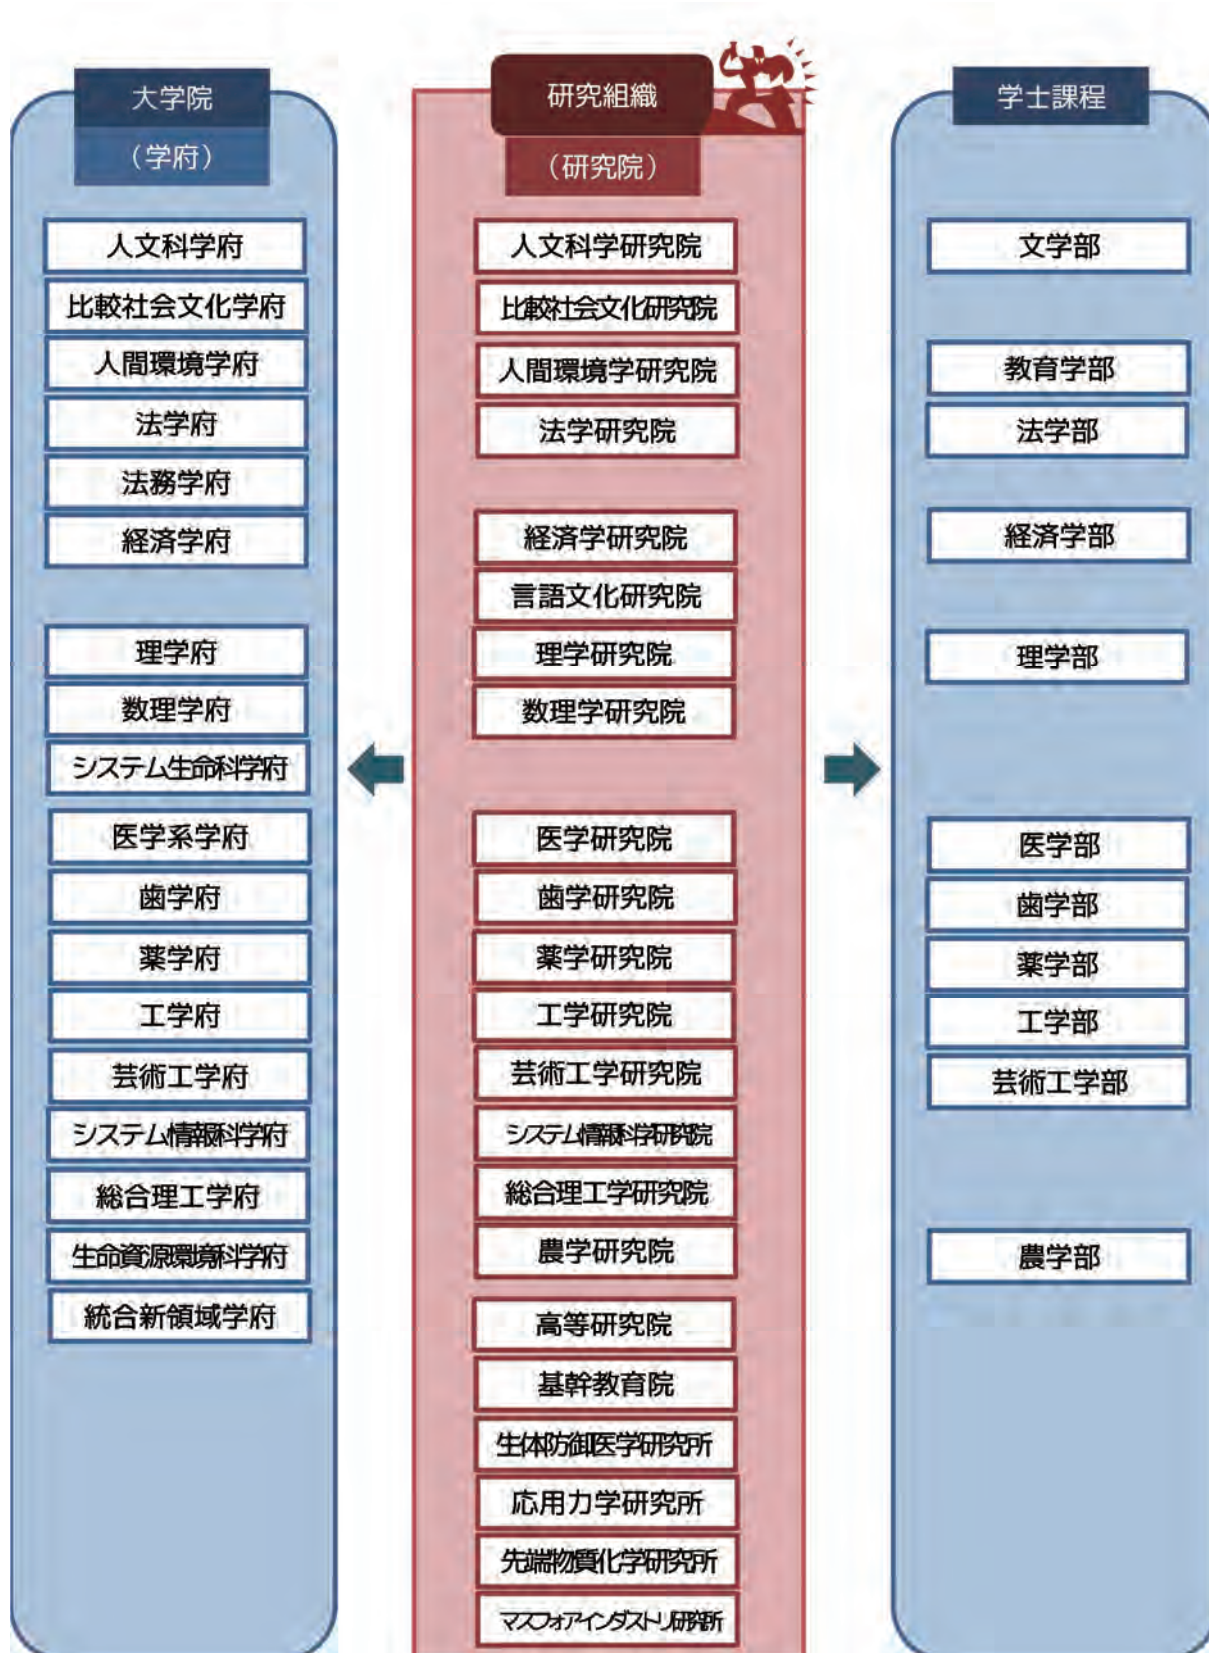 大学院
（学府）
人文科学府
比較社会文化学府
人間環境学府
法学府
法務学府
経済学府
理学府
数理学府
システム生命科学府
医学系学府
歯学府
薬学府
工学府
芸術工学府
システム情報科学府
総合理工学府
生命資源環境科学府
統合新領域学府
研究組織
（研究院）
人文科学研究院
比較社会文化研究院
人間環境学研究院
法学研究院
経済学研究院
言語文化研究院
理学研究院
数理学研究院
医学研究院
歯学研究院
薬学研究院
工学研究院
芸術工学研究院
システム情報科学研究院
総合理工学研究院
農学研究院
高等研究院
基幹教育院
生体防御医学研究所
応用力学研究所
先端物質化学研究所
マスフォアインダストリ研究所
学士課程
文学部
教育学部
法学部
経済学部
理学部
医学部
歯学部
薬学部
工学部
芸術工学部
農学部